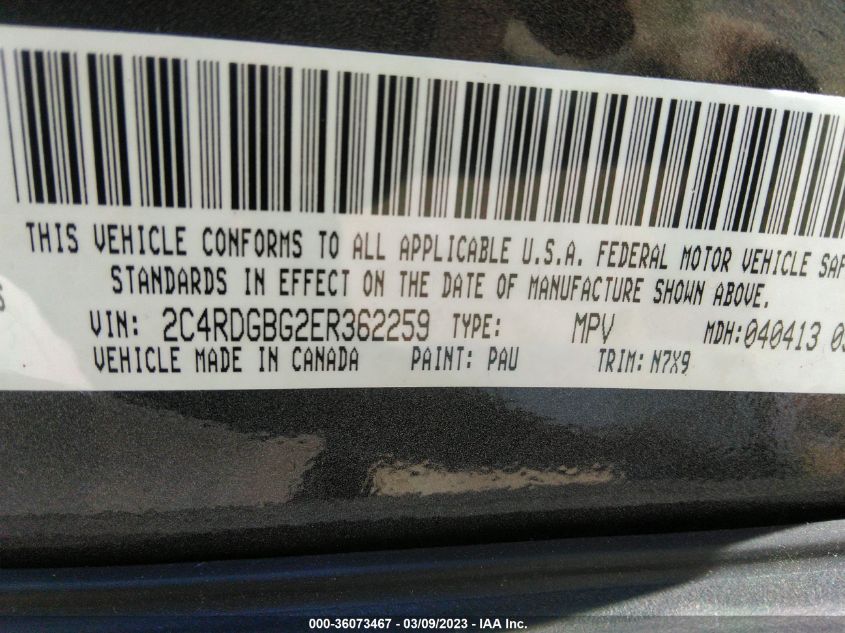 THIS VEHICLE CONFORMS TO ALL APPLICABLE U.S.A. FEDERAL MOTOR VEHICLE SAF
STANDARDS IN EFFECT ON THE DATE OF MANUFACTURE SHOWN ABOVE.
VIN: 2C4RDGBG2ER362259 TYPE: MPV MDH:040413 03
VEHICLE MADE IN CANADA PAINT: PAU TRIM: N7X9
000-36073467 - 03/09/2023 - IAA Inc.